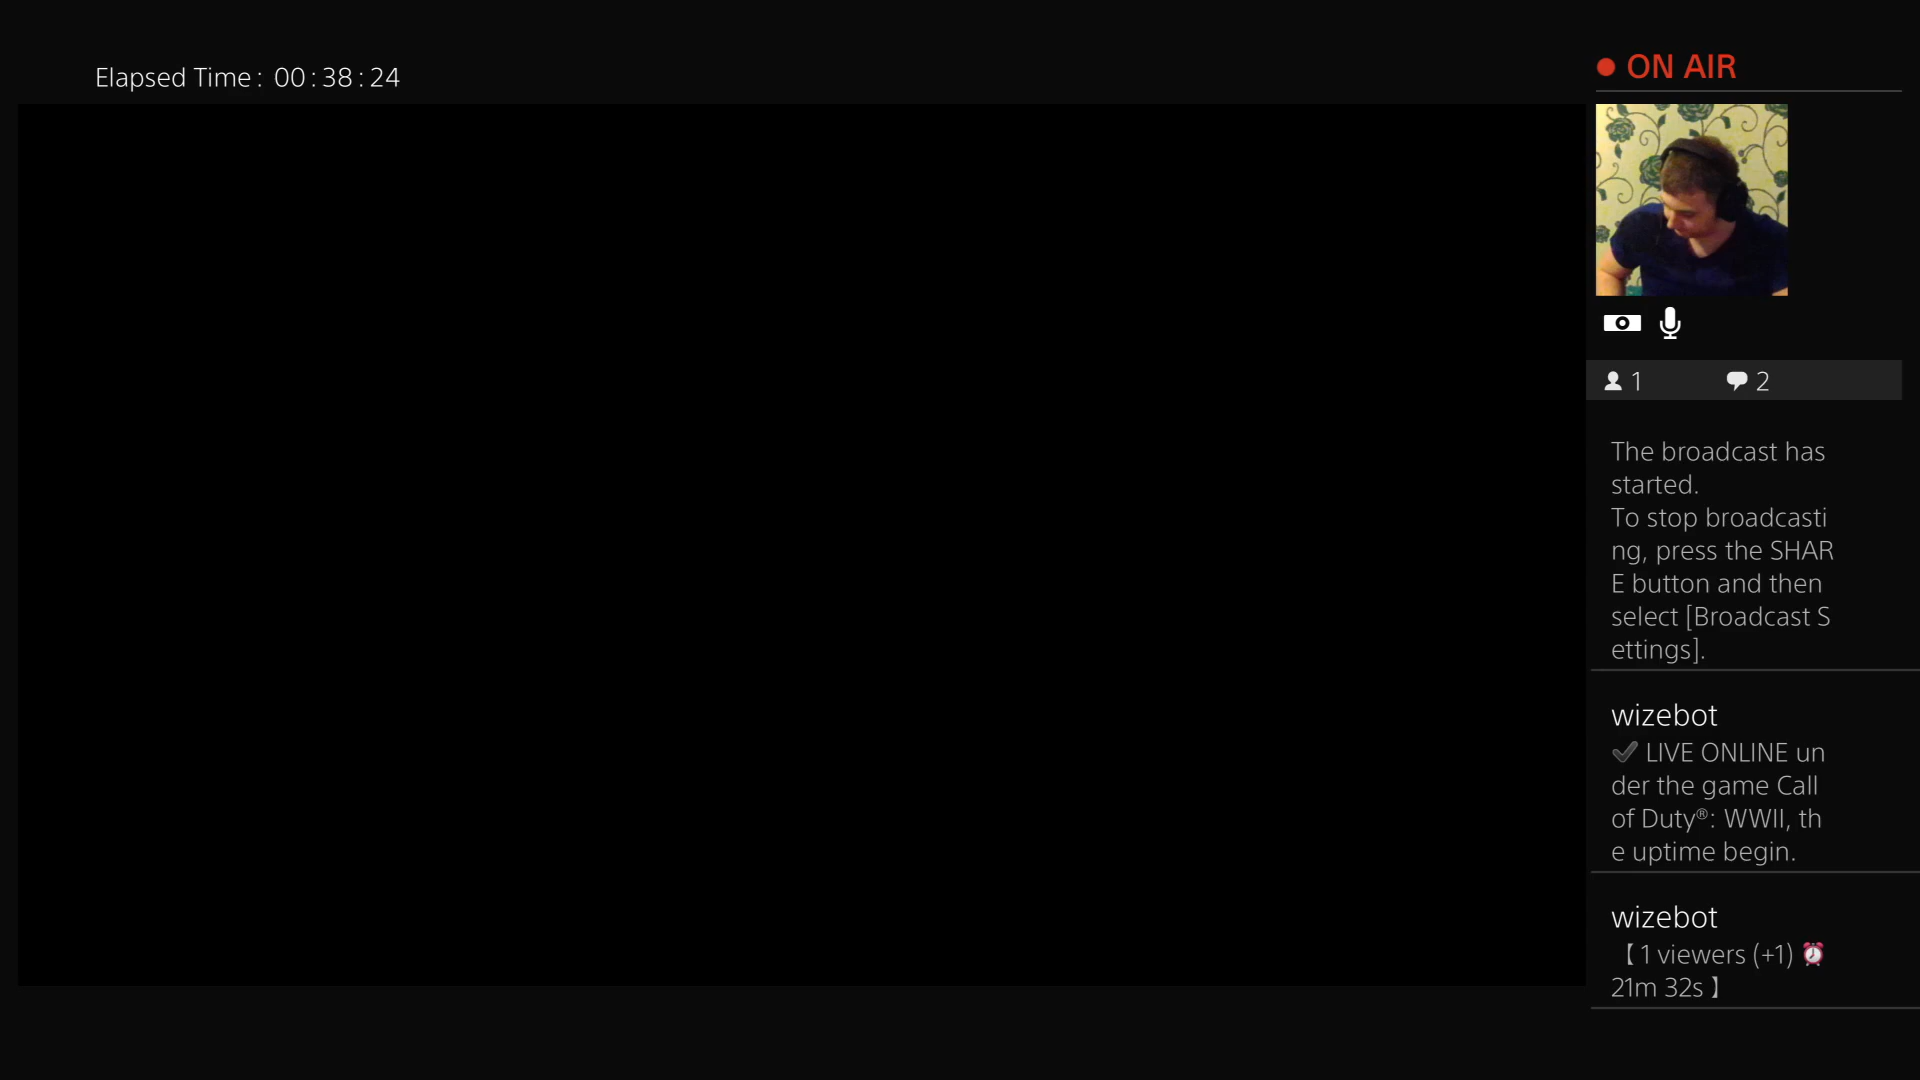 Elapsed Time: 00:38:24
ON AIR
1 2
The broadcast has
started.
To stop broadcasti
ng, press the SHAR
E button and then
select [Broadcast S
ettings].
wizebot
✔ LIVE ONLINE un
der the game Call
of Duty®: WWII, th
e uptime begin.
wizebot
【1 viewers (+1) ⏰
21m 32s】